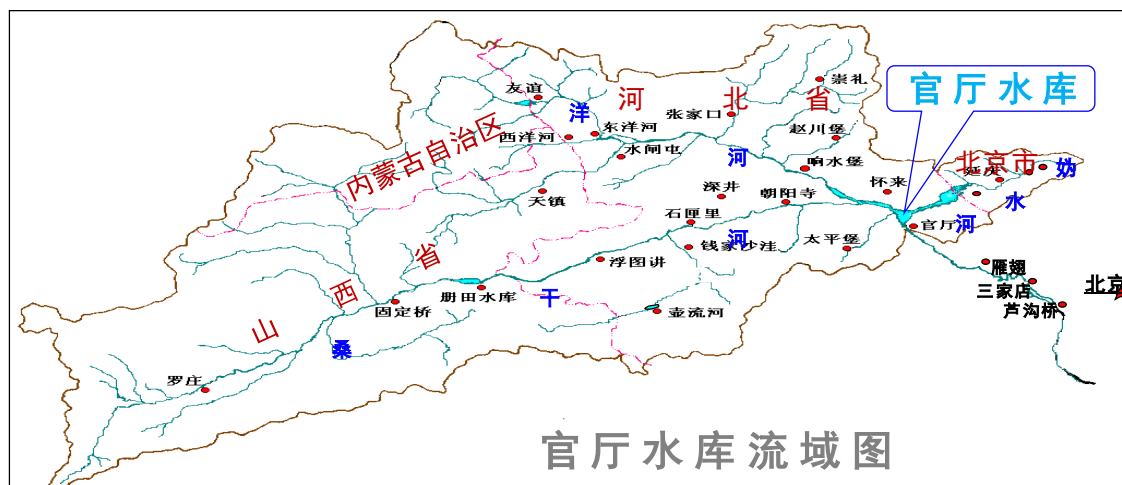 崇礼
友谊
洋
河
北
省
官厅水库
张家口
东洋河
赵川堡
西洋河
水闸屯
内蒙古自治区
河
响水堡
北京市
延庆
妫
水
河
深井
朝阳寺
怀来
天镇
石匣里
河
官厅
钱家沙洼
太平堡
省
西
山
浮图讲
雁翅
三家店
北京
芦沟桥
册田水库
干
固定桥
壶流河
桑
罗庄
官厅水库流域图